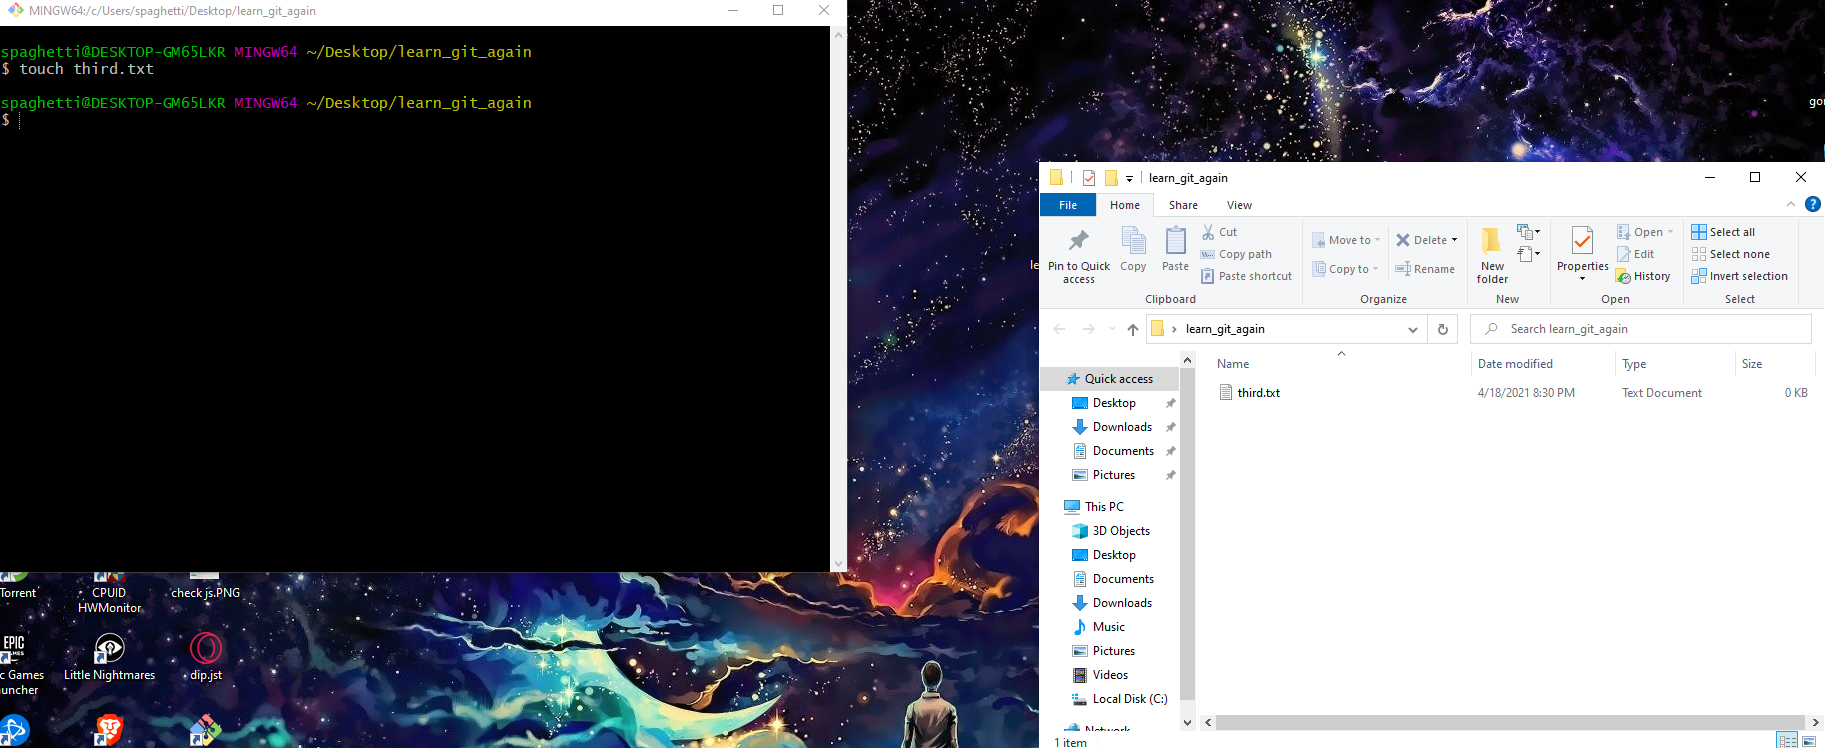 MINGW64:/c/Users/spaghetti/Desktop/learn_git_again
spaghetti@DESKTOP-GM65LKR MINGW64 ~/Desktop/learn_git_again
$ touch third.txt
spaghetti@DESKTOP-GM65LKR MINGW64 ~/Desktop/learn_git_again
$
Torrent
CPUID
HWMonitor
check js.PNG
EPIC
GAMES
c Games
uncher
Little Nightmares
dip.jst
gor
le
learn_git_again
File
Home
Share
View
?
Pin to Quick
access
Copy
Paste
Cut
Copy path
Paste shortcut
Clipboard
Move to
Copy to
Delete
Rename
Organize
New
folder
New
Properties
Open
Edit
History
Open
Select all
Select none
Invert selection
Select
learn_git_again
Search learn_git_again
Quick access
Desktop
Downloads
Documents
Pictures
This PC
3D Objects
Desktop
Documents
Downloads
Music
Pictures
Videos
Local Disk (C:)
Network
Name
Date modified
Type
Size
third.txt
4/18/2021 8:30 PM
Text Document
0 KB
1 item